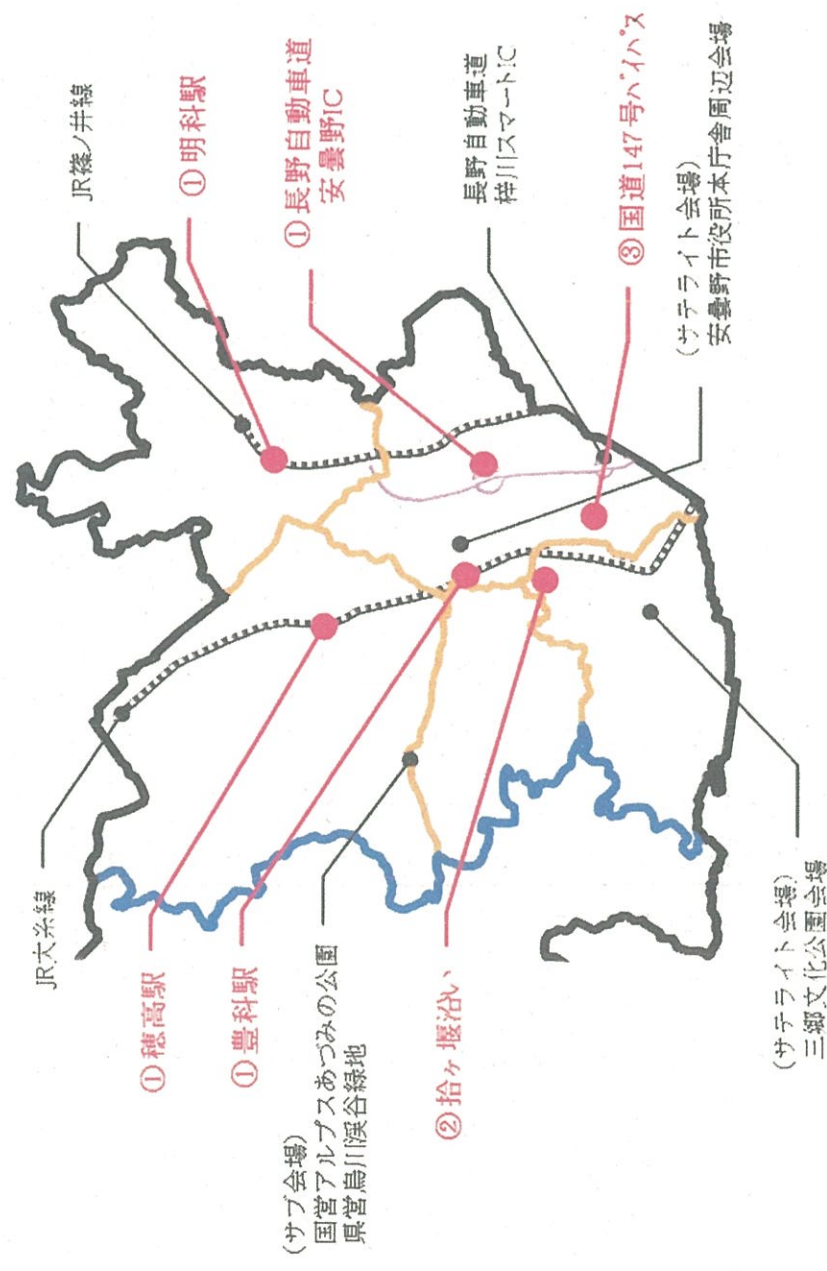 JR大糸線
①穂高駅
①豊科駅
(サブ会場)
国営アルプスあづみの公園
県営烏川渓谷緑地
②拾ヶ堰沿い
(サテライト会場)
三郷文化公園会場
JR篠ノ井線
①明科駅
①長野自動車道
安曇野IC
長野自動車道
梓川スマートIC
③国道147号バイパス
(サテライト会場)
安曇野市役所本庁舎周辺会場